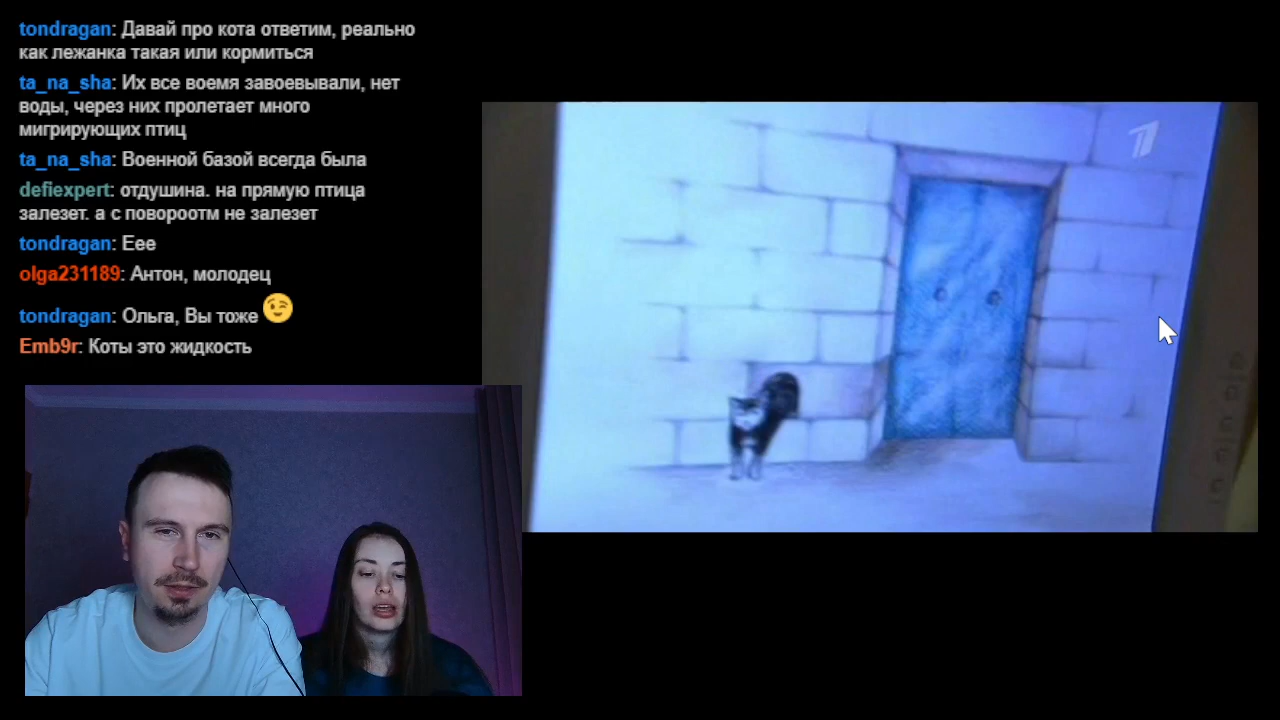 tondragan: Давай про кота ответим, реально
как лежанка такая или кормиться
ta_na_sha: Их все воемя завоевывали, нет
воды, через них пролетает много
мигрирующих птиц
ta_na_sha: Военной базой всегда была
defiexpert: отдушина. на прямую птица
залезет. а с повороотм не залезет
tondragan: Еее
olga231189: Антон, молодец
tondragan: Ольга, Вы тоже 😉
Emb9r: Коты это жидкость